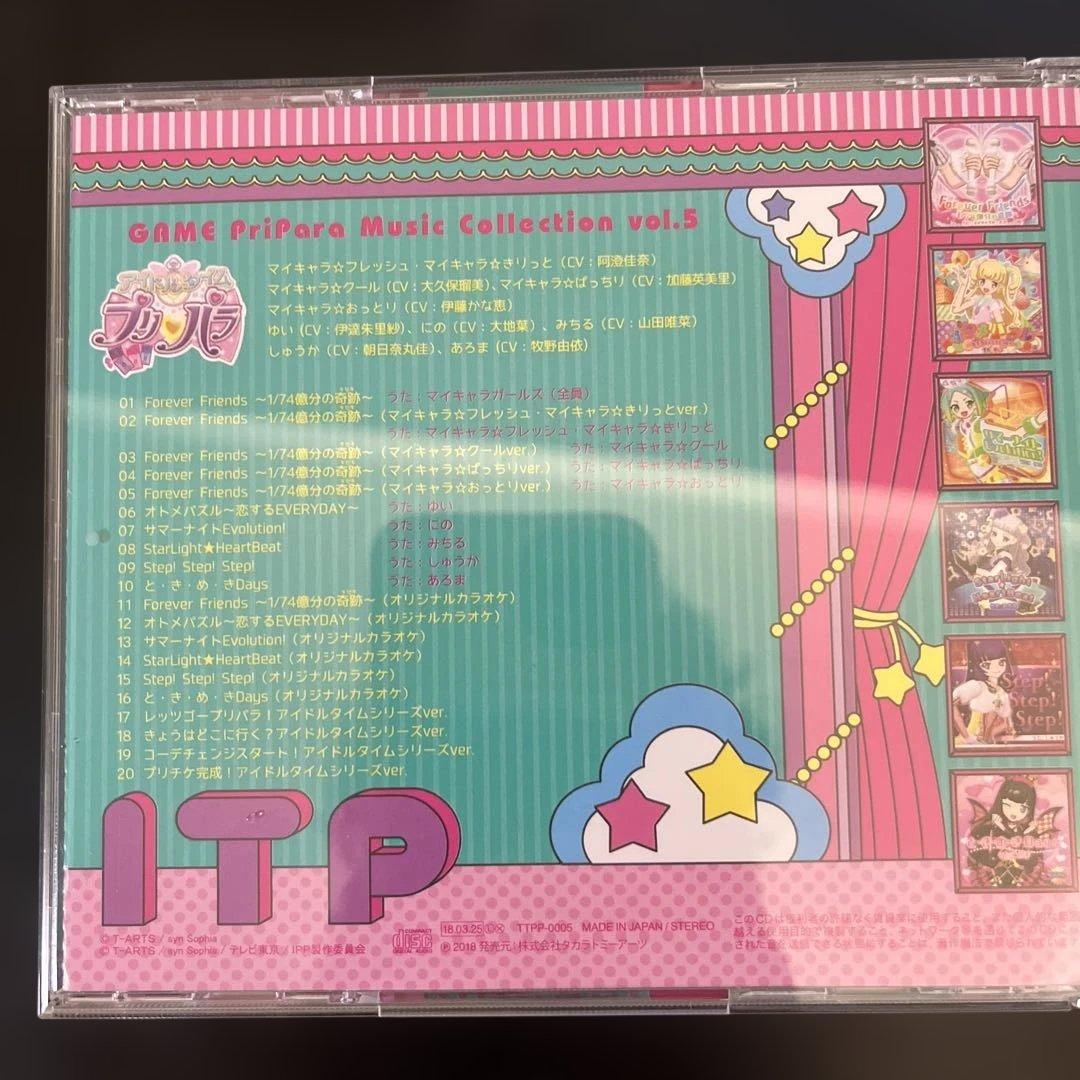 GAME PriPara Music Collection vol.5
アイドルタイム
プリパラ
マイキャラ☆フレッシュ・マイキャラ☆きりっと（CV：阿澄佳奈）
マイキャラ☆クール（CV：大久保瑠美）、マイキャラ☆ぱっちり（CV：加藤英美里）
マイキャラ☆おっとり（CV：伊藤かな恵）
ゆい（CV：伊達朱里紗）、にの（CV：大地葉）、みちる（CV：山田唯菜）
しゅうか（CV：朝日奈丸佳）、あろま（CV：牧野由依）
01 Forever Friends ～1/74億分の奇跡～ うた：マイキャラガールズ（全員）
02 Forever Friends ～1/74億分の奇跡～（マイキャラ☆フレッシュ・マイキャラ☆きりっとver.）
うた：マイキャラ☆フレッシュ・マイキャラ☆きりっと
03 Forever Friends ～1/74億分の奇跡～（マイキャラ☆クールver.） うた：マイキャラ☆クール
04 Forever Friends ～1/74億分の奇跡～（マイキャラ☆ぱっちりver.） うた：マイキャラ☆ぱっちり
05 Forever Friends ～1/74億分の奇跡～（マイキャラ☆おっとりver.） うた：マイキャラ☆おっとり
06 オトメパズル～恋するEVERYDAY～ うた：ゆい
07 サマーナイトEvolution! うた：にの
08 StarLight★HeartBeat うた：みちる
09 Step! Step! Step! うた：しゅうか
10 と・き・め・きDays うた：あろま
11 Forever Friends ～1/74億分の奇跡～（オリジナルカラオケ）
12 オトメパズル～恋するEVERYDAY～（オリジナルカラオケ）
13 サマーナイトEvolution!（オリジナルカラオケ）
14 StarLight★HeartBeat（オリジナルカラオケ）
15 Step! Step! Step!（オリジナルカラオケ）
16 と・き・め・きDays（オリジナルカラオケ）
17 レッツゴープリパラ！アイドルタイムシリーズver.
18 きょうはどこに行く？アイドルタイムシリーズver.
19 コーデチェンジスタート！アイドルタイムシリーズver.
20 プリチケ完成！アイドルタイムシリーズver.
Forever Friends
StarLight
HeartBeat
Step!
Step!
Step!
ITP
© T-ARTS / syn Sophia
© T-ARTS / syn Sophia / テレビ東京 / IPP製作委員会
COMPACT
disc
DIGITAL AUDIO
18.03.25 TTPP-0005 MADE IN JAPAN / STEREO
℗2018 発売元：株式会社タカラトミーアーツ